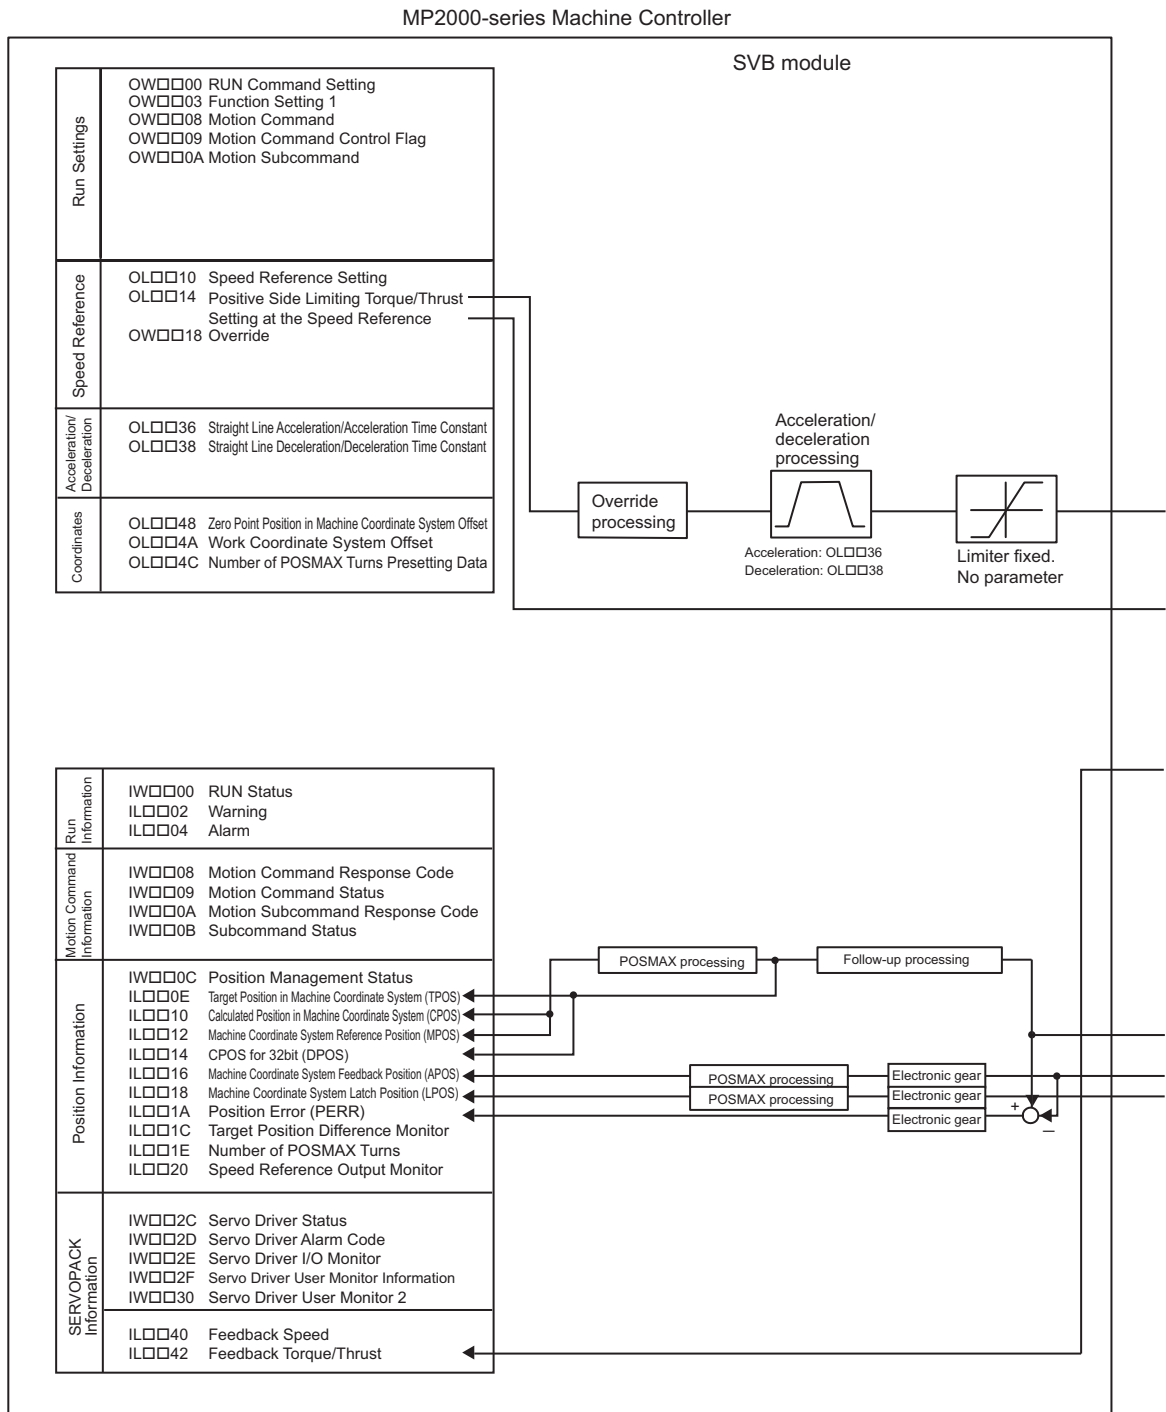 MP2000-series Machine Controller
SVB module
Run Settings
OW□□00 RUN Command Setting
OW□□03 Function Setting 1
OW□□08 Motion Command
OW□□09 Motion Command Control Flag
OW□□0A Motion Subcommand
Speed Reference
OL□□10 Speed Reference Setting
OL□□14 Positive Side Limiting Torque/Thrust
Setting at the Speed Reference
OW□□18 Override
Acceleration/
Deceleration
OL□□36 Straight Line Acceleration/Acceleration Time Constant
OL□□38 Straight Line Deceleration/Deceleration Time Constant
Coordinates
OL□□48 Zero Point Position in Machine Coordinate System Offset
OL□□4A Work Coordinate System Offset
OL□□4C Number of POSMAX Turns Presetting Data
Override
processing
Acceleration/
deceleration
processing
Acceleration: OL□□36
Deceleration: OL□□38
Limiter fixed.
No parameter
Run
Information
IW□□00 RUN Status
IL□□02 Warning
IL□□04 Alarm
Motion Command
Information
IW□□08 Motion Command Response Code
IW□□09 Motion Command Status
IW□□0A Motion Subcommand Response Code
IW□□0B Subcommand Status
Position Information
IW□□0C Position Management Status
IL□□0E Target Position in Machine Coordinate System (TPOS)
IL□□10 Calculated Position in Machine Coordinate System (CPOS)
IL□□12 Machine Coordinate System Reference Position (MPOS)
IL□□14 CPOS for 32bit (DPOS)
IL□□16 Machine Coordinate System Feedback Position (APOS)
IL□□18 Machine Coordinate System Latch Position (LPOS)
IL□□1A Position Error (PERR)
IL□□1C Target Position Difference Monitor
IL□□1E Number of POSMAX Turns
IL□□20 Speed Reference Output Monitor
POSMAX processing
Follow-up processing
POSMAX processing
Electronic gear
POSMAX processing
Electronic gear
Electronic gear
+
–
SERVOPACK
Information
IW□□2C Servo Driver Status
IW□□2D Servo Driver Alarm Code
IW□□2E Servo Driver I/O Monitor
IW□□2F Servo Driver User Monitor Information
IW□□30 Servo Driver User Monitor 2
IL□□40 Feedback Speed
IL□□42 Feedback Torque/Thrust